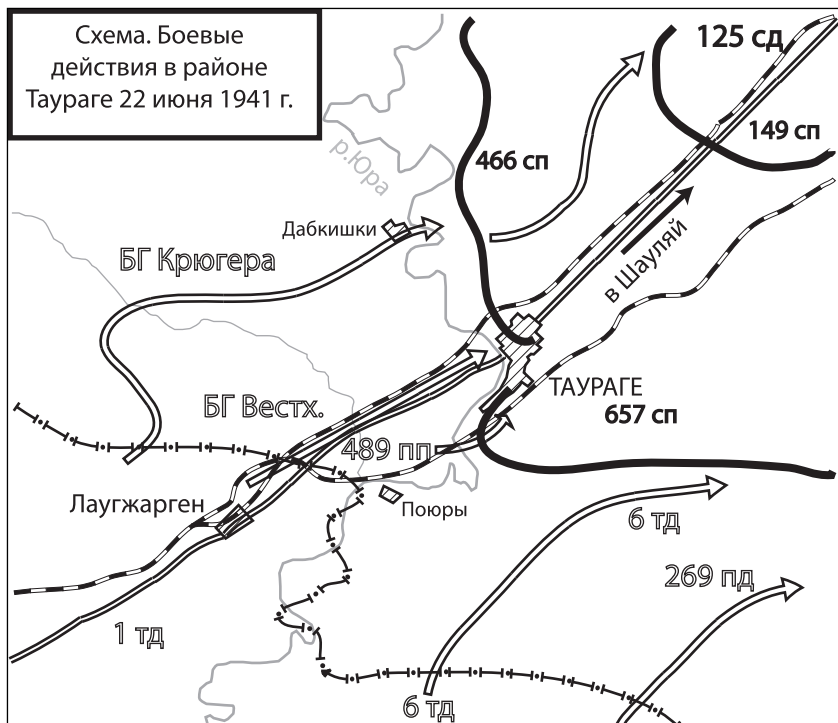 Схема. Боевые
действия в районе
Таураге 22 июня 1941 г.
125 сд
149 сп
466 сп
р.Юра
Дабкишки
БГ Крюгера
в Шауляй
ТАУРАГЕ
657 сп
БГ Вестх.
489 пп
Лаугжарген
Поюры
6 тд
269 пд
1 тд
6 тд